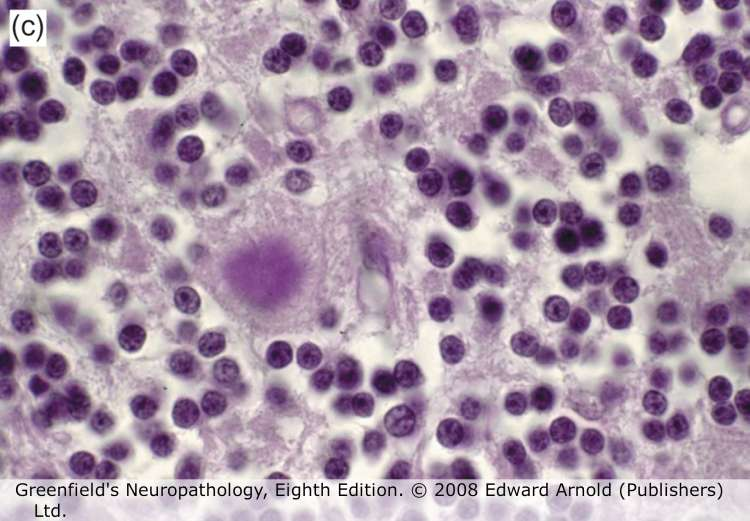 (c)
Greenfield's Neuropathology, Eighth Edition. © 2008 Edward Arnold (Publishers)
Ltd.